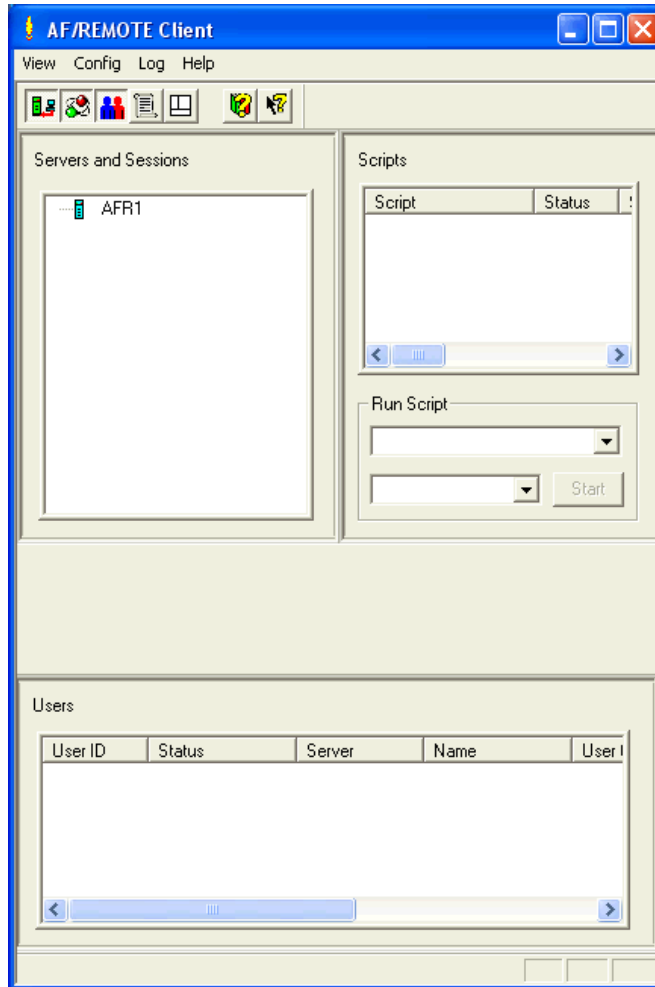 AF/REMOTE Client
View Config Log Help
Servers and Sessions
AFR1
Scripts
Script Status
Run Script
Start
Users
User ID Status Server Name User